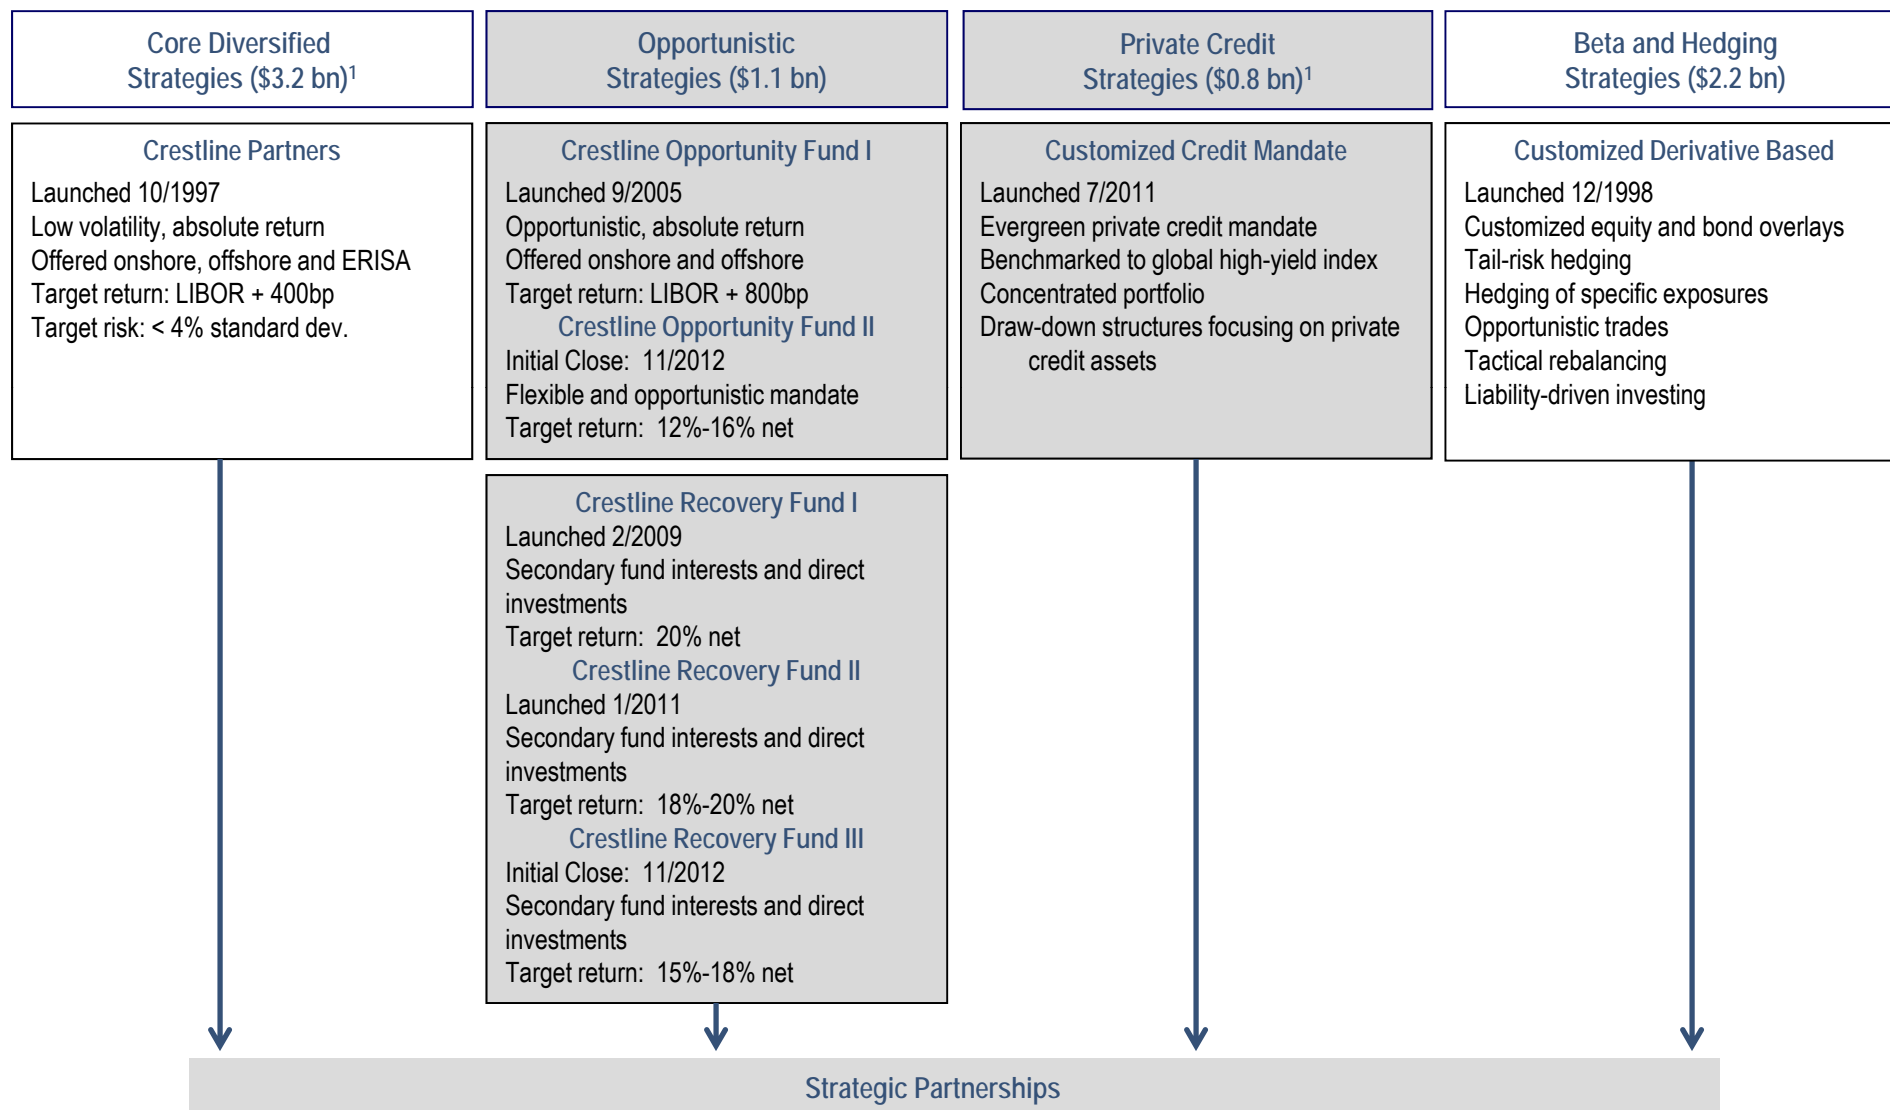 Core Diversified
Strategies ($3.2 bn)1
Opportunistic
Strategies ($1.1 bn)
Private Credit
Strategies ($0.8 bn)1
Beta and Hedging
Strategies ($2.2 bn)
Crestline Partners
Launched 10/1997
Low volatility, absolute return
Offered onshore, offshore and ERISA
Target return: LIBOR + 400bp
Target risk: < 4% standard dev.
Crestline Opportunity Fund I
Launched 9/2005
Opportunistic, absolute return
Offered onshore and offshore
Target return: LIBOR + 800bp
Crestline Opportunity Fund II
Initial Close: 11/2012
Flexible and opportunistic mandate
Target return: 12%-16% net
Crestline Recovery Fund I
Launched 2/2009
Secondary fund interests and direct
investments
Target return: 20% net
Crestline Recovery Fund II
Launched 1/2011
Secondary fund interests and direct
investments
Target return: 18%-20% net
Crestline Recovery Fund III
Initial Close: 11/2012
Secondary fund interests and direct
investments
Target return: 15%-18% net
Customized Credit Mandate
Launched 7/2011
Evergreen private credit mandate
Benchmarked to global high-yield index
Concentrated portfolio
Draw-down structures focusing on private
credit assets
Customized Derivative Based
Launched 12/1998
Customized equity and bond overlays
Tail-risk hedging
Hedging of specific exposures
Opportunistic trades
Tactical rebalancing
Liability-driven investing
Strategic Partnerships